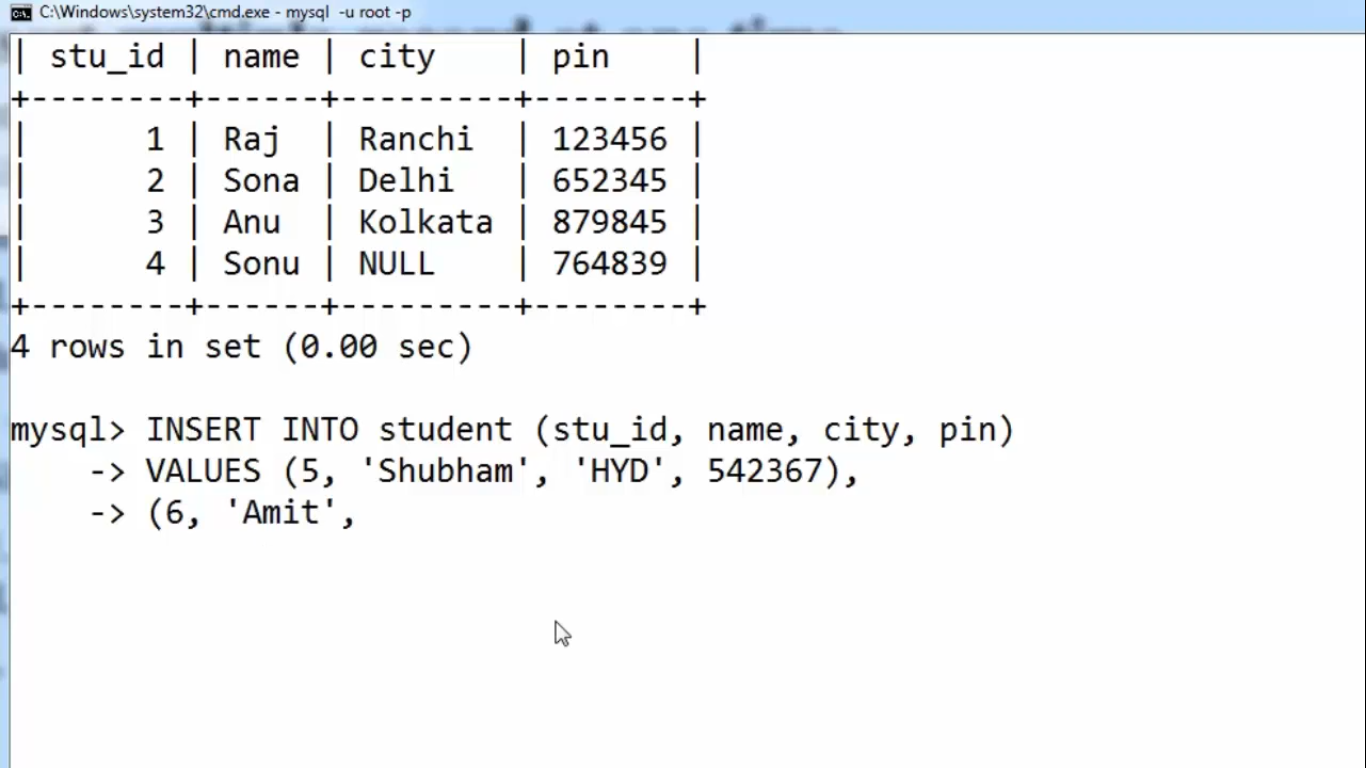 C:\Windows\system32\cmd.exe - mysql  -u root -p
| stu_id | name | city    | pin    |
+--------+------+---------+--------+
|      1 | Raj  | Ranchi  | 123456 |
|      2 | Sona | Delhi   | 652345 |
|      3 | Anu  | Kolkata | 879845 |
|      4 | Sonu | NULL    | 764839 |
+--------+------+---------+--------+
4 rows in set (0.00 sec)
mysql> INSERT INTO student (stu_id, name, city, pin)
    -> VALUES (5, 'Shubham', 'HYD', 542367),
    -> (6, 'Amit',